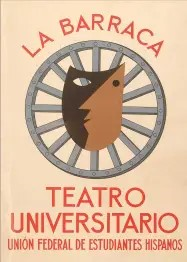 LA BARRACA
TEATRO
UNIVERSITARIO
UNIÓN FEDERAL DE ESTUDIANTES HISPANOS